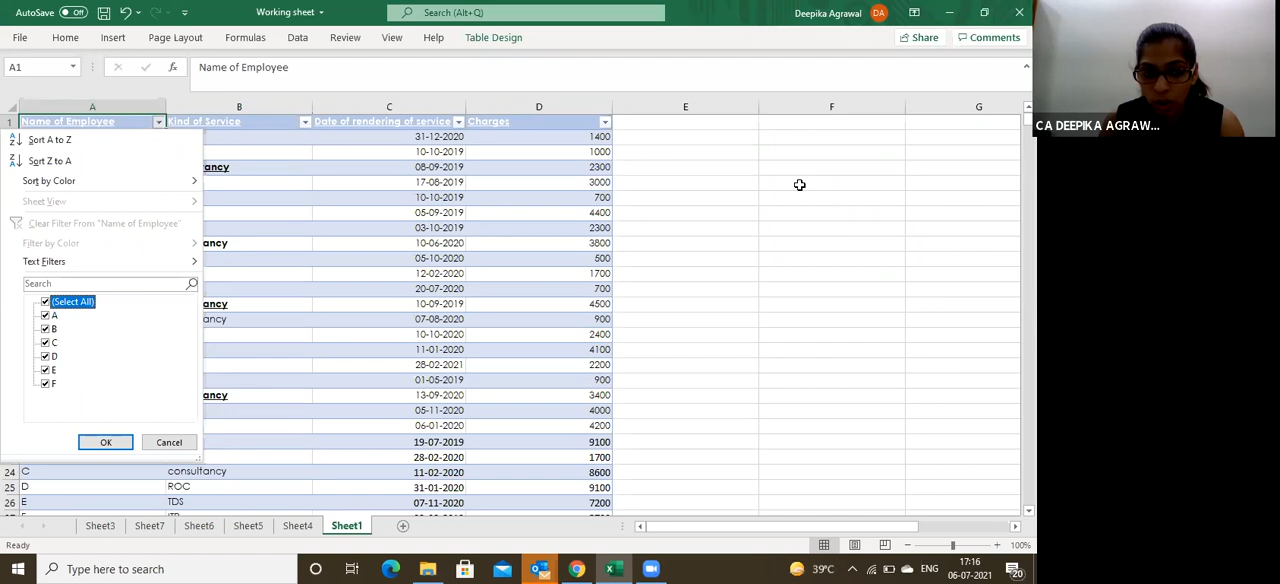 AutoSave Off Working sheet Search (Alt+Q) Deepika Agrawal DA
File Home Insert Page Layout Formulas Data Review View Help Table Design Share Comments
A1 fx Name of Employee
A B C D E F G
1 Name of Employee Kind of Service Date of rendering of service Charges
31-12-2020 1400
10-10-2019 1000
ancy 08-09-2019 2300
17-08-2019 3000
10-10-2019 700
05-09-2019 4400
03-10-2019 2300
ancy 10-06-2020 3800
05-10-2020 500
12-02-2020 1700
20-07-2020 700
ancy 10-09-2019 4500
ancy 07-08-2020 900
10-10-2020 2400
11-01-2020 4100
28-02-2021 2200
01-05-2019 900
ancy 13-09-2020 3400
05-11-2020 4000
06-01-2020 4200
19-07-2019 9100
28-02-2020 1700
24 C consultancy 11-02-2020 8600
25 D ROC 31-01-2020 9100
26 E TDS 07-11-2020 7200
Sort A to Z
Sort Z to A
Sort by Color
Sheet View
Clear Filter From "Name of Employee"
Filter by Color
Text Filters
Search
(Select All)
A
B
C
D
E
F
OK Cancel
Sheet3 Sheet7 Sheet6 Sheet5 Sheet4 Sheet1
Ready 100%
Type here to search 39°C ENG 17:16
06-07-2021 20
CA DEEPIKA AGRAW...